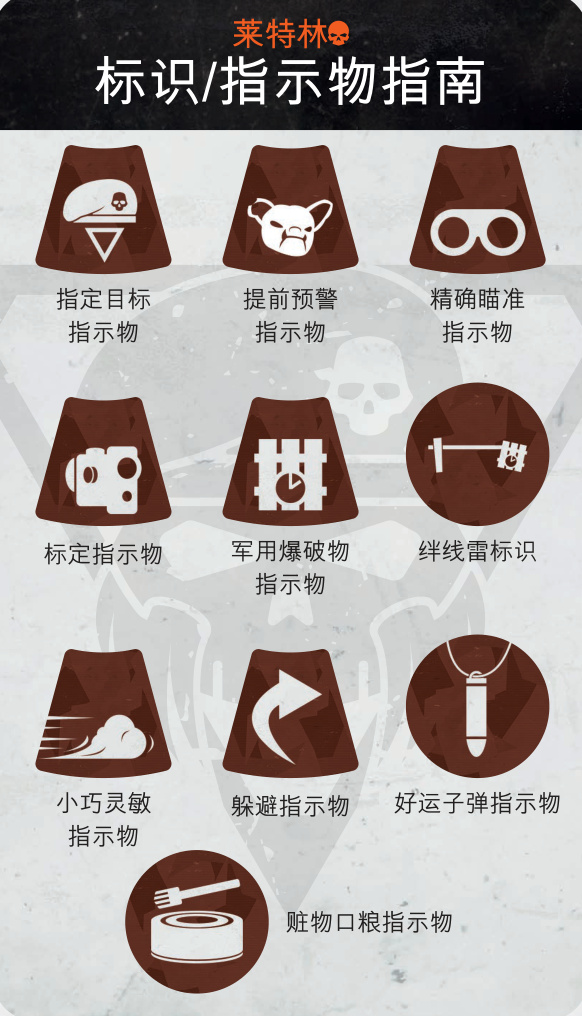 莱特林
标识/指示物指南
指定目标
指示物
提前预警
指示物
精确瞄准
指示物
标定指示物
军用爆破物
指示物
绊线雷标识
小巧灵敏
指示物
躲避指示物
好运子弹指示物
赃物口粮指示物